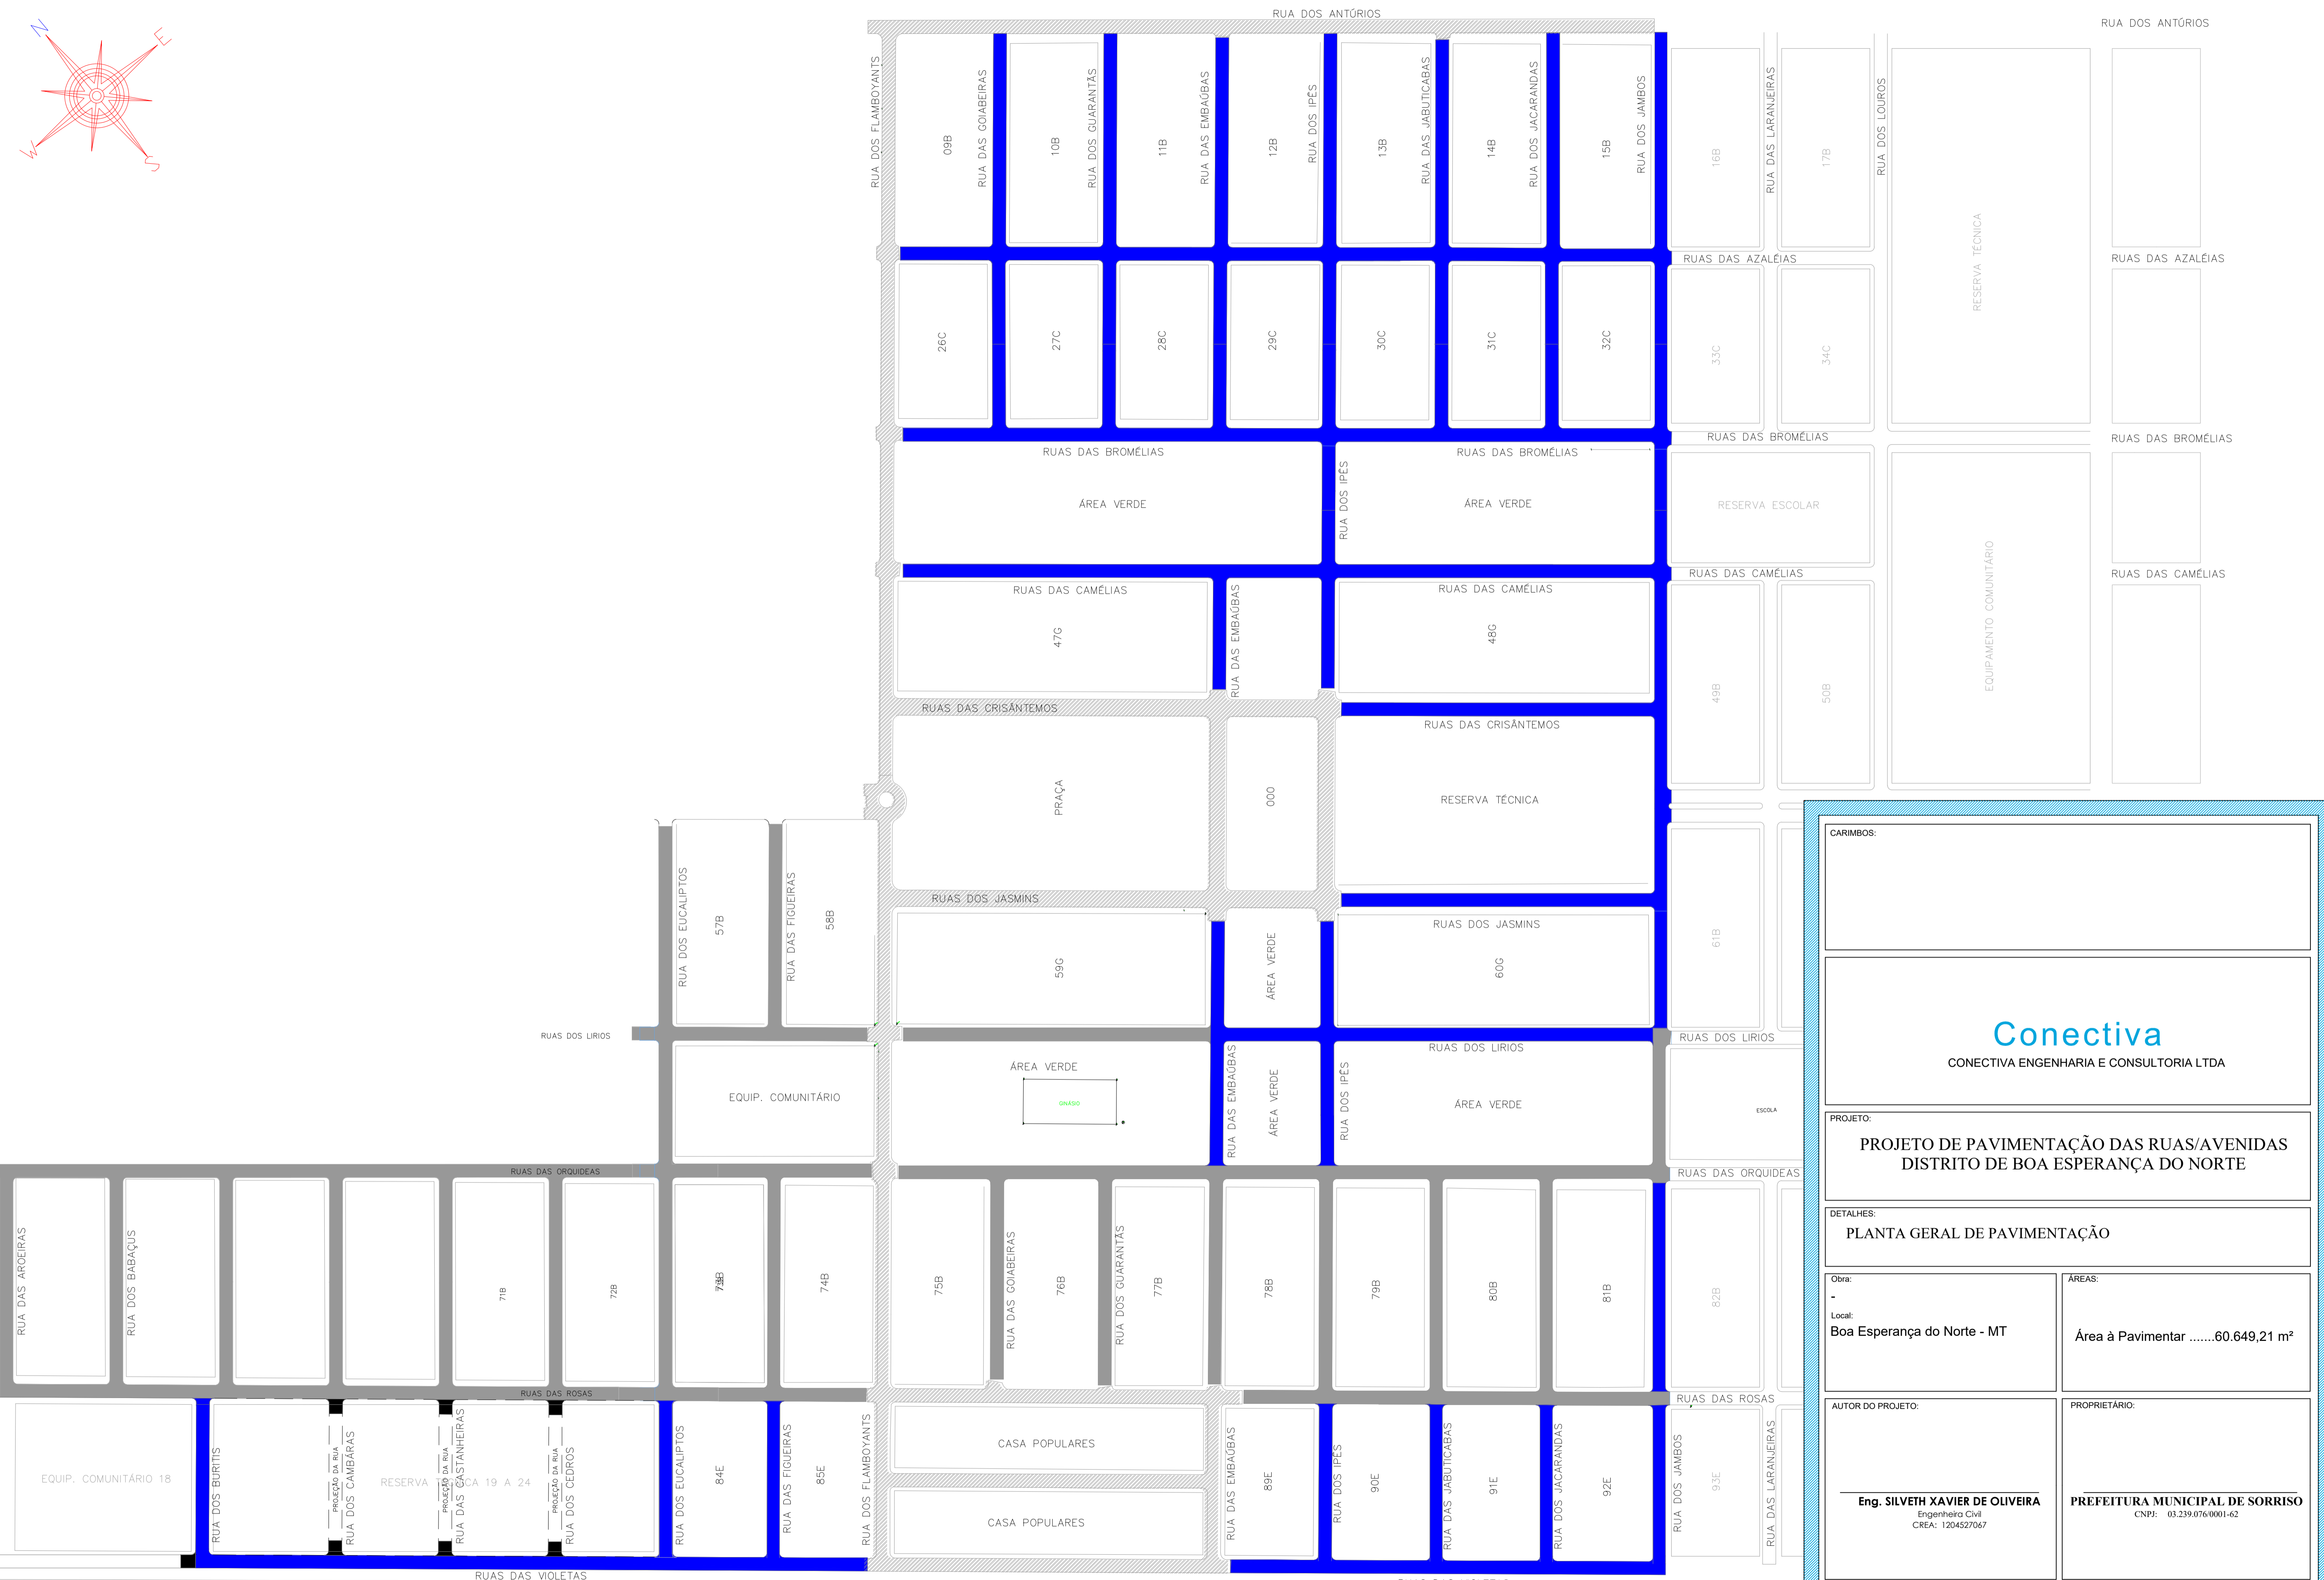 RUA DOS ANTÚRIOS
RUA DOS ANTÚRIOS
N
E
W
S
RUA DOS FLAMBOYANTS
09B
RUA DAS GOIABEIRAS
10B
RUA DOS GUARANTÃS
11B
RUA DAS EMBAÚBAS
12B
RUA DOS IPÊS
13B
RUA DAS JABUTICABAS
14B
RUA DOS JACARANDAS
15B
RUA DOS JAMBOS
16B
RUA DAS LARANJEIRAS
17B
RUA DOS LOUROS
RESERVA TÉCNICA
RUAS DAS AZALÉIAS
RUAS DAS AZALÉIAS
26C
27C
28C
29C
30C
31C
32C
33C
34C
RUAS DAS BROMÉLIAS
RUAS DAS BROMÉLIAS
RUAS DAS BROMÉLIAS
RUAS DAS BROMÉLIAS
ÁREA VERDE
RUA DOS IPÊS
ÁREA VERDE
RESERVA ESCOLAR
EQUIPAMENTO COMUNITÁRIO
RUAS DAS CAMÉLIAS
RUAS DAS CAMÉLIAS
RUAS DAS CAMÉLIAS
RUAS DAS CAMÉLIAS
47G
RUA DAS EMBAÚBAS
48G
49B
50B
RUAS DAS CRISÂNTEMOS
RUAS DAS CRISÂNTEMOS
PRAÇA
000
RESERVA TÉCNICA
RUA DOS EUCALIPTOS
57B
RUA DAS FIGUEIRAS
58B
RUAS DOS JASMINS
RUAS DOS JASMINS
59G
ÁREA VERDE
60G
61B
RUAS DOS LIRIOS
RUAS DOS LIRIOS
RUAS DOS LIRIOS
EQUIP. COMUNITÁRIO
ÁREA VERDE
GINASIO
RUA DAS EMBAÚBAS
ÁREA VERDE
RUA DOS IPÊS
ÁREA VERDE
ESCOLA
RUAS DAS ORQUIDEAS
RUAS DAS ORQUIDEAS
RUA DAS AROEIRAS
RUA DOS BABAÇUS
71B
72B
74B
75B
RUA DAS GOIABEIRAS
76B
RUA DOS GUARANTÃS
77B
78B
79B
80B
81B
82B
RUAS DAS ROSAS
RUAS DAS ROSAS
EQUIP. COMUNITÁRIO 18
RUA DOS BURITIS
PROJEÇÃO DA RUA
RUA DOS CAMBÁRAS
RESERVA TÉCNICA 19 A 24
PROJEÇÃO DA RUA
RUA DAS CASTANHEIRAS
PROJEÇÃO DA RUA
RUA DOS CEDROS
RUA DOS EUCALIPTOS
84E
RUA DAS FIGUEIRAS
85E
RUA DOS FLAMBOYANTS
CASA POPULARES
CASA POPULARES
RUA DAS EMBAÚBAS
89E
RUA DOS IPÊS
90E
RUA DAS JABUTICABAS
91E
RUA DOS JACARANDAS
92E
RUA DOS JAMBOS
93E
RUA DAS LARANJEIRAS
RUAS DAS VIOLETAS
CARIMBOS:
Conectiva
CONECTIVA ENGENHARIA E CONSULTORIA LTDA
PROJETO:
PROJETO DE PAVIMENTAÇÃO DAS RUAS/AVENIDAS
DISTRITO DE BOA ESPERANÇA DO NORTE
DETALHES:
PLANTA GERAL DE PAVIMENTAÇÃO
Obra:
-
Local:
Boa Esperança do Norte - MT
ÁREAS:
Área à Pavimentar .......60.649,21 m²
AUTOR DO PROJETO:
Eng. SILVETH XAVIER DE OLIVEIRA
Engenheira Civil
CREA: 1204527067
PROPRIETÁRIO:
PREFEITURA MUNICIPAL DE SORRISO
CNPJ: 03.239.076/0001-62